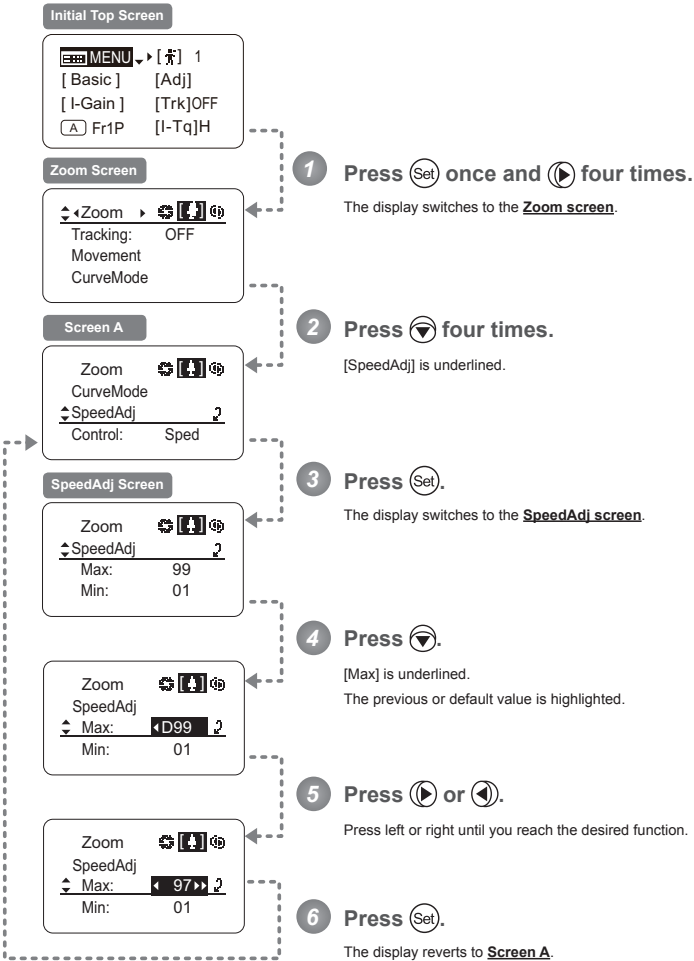 Initial Top Screen
MENU [ ] 1
[ Basic ] [Adj]
[ I-Gain ] [Trk]OFF
A Fr1P [I-Tq]H
Zoom Screen
Zoom
Tracking: OFF
Movement
CurveMode
1 Press Set once and four times.
The display switches to the Zoom screen.
Screen A
Zoom
CurveMode
SpeedAdj
Control: Sped
2 Press four times.
[SpeedAdj] is underlined.
SpeedAdj Screen
Zoom
SpeedAdj
Max: 99
Min: 01
3 Press Set.
The display switches to the SpeedAdj screen.
Zoom
SpeedAdj
Max: D99
Min: 01
4 Press .
[Max] is underlined.
The previous or default value is highlighted.
Zoom
SpeedAdj
Max: 97
Min: 01
5 Press or .
Press left or right until you reach the desired function.
6 Press Set.
The display reverts to Screen A.